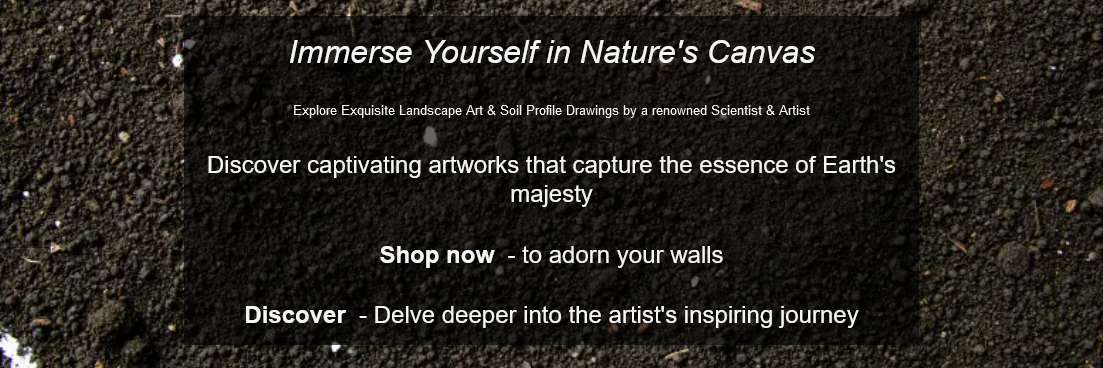 Immerse Yourself in Nature's Canvas
Explore Exquisite Landscape Art & Soil Profile Drawings by a renowned Scientist & Artist
Discover captivating artworks that capture the essence of Earth's
majesty
Shop now - to adorn your walls
Discover - Delve deeper into the artist's inspiring journey